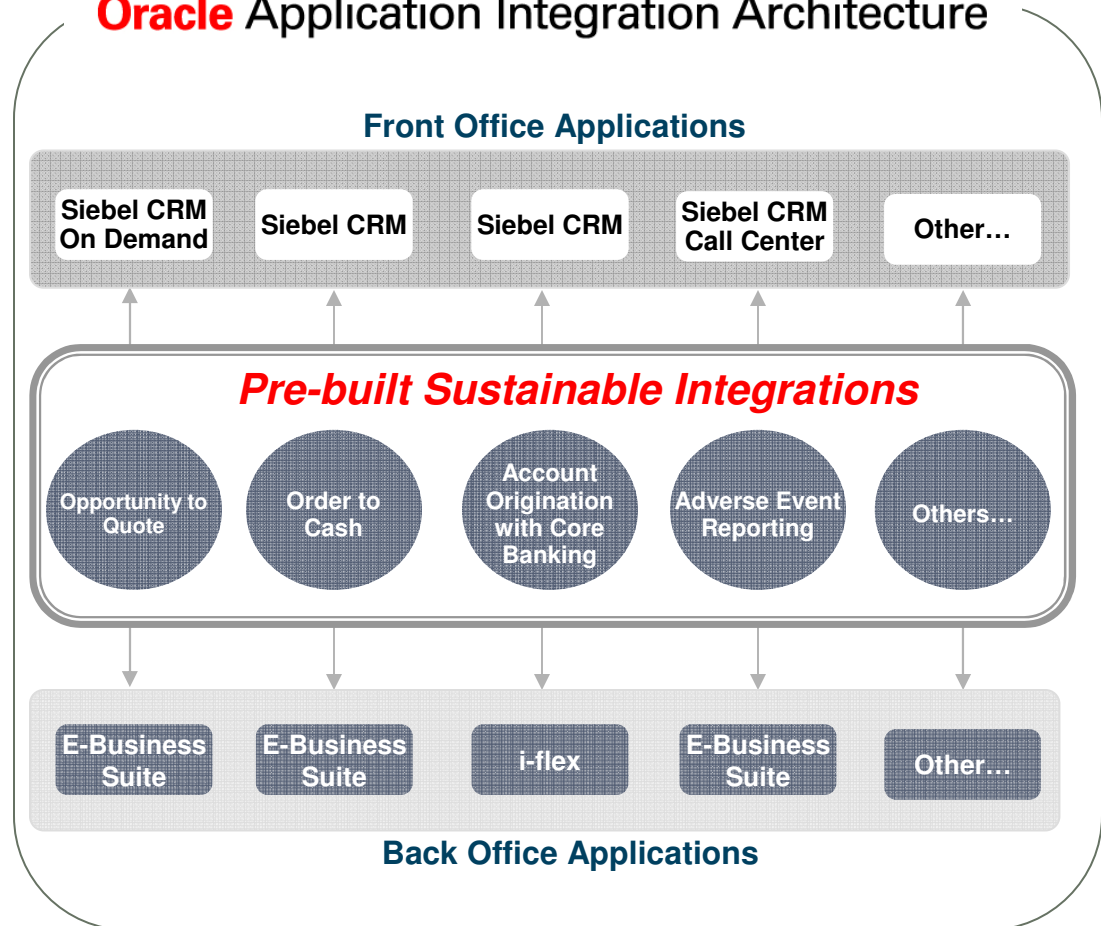 Oracle Application Integration Architecture
Front Office Applications
Siebel CRM
On Demand
Siebel CRM
Siebel CRM
Siebel CRM
Call Center
Other…
Pre-built Sustainable Integrations
Opportunity to
Quote
Order to
Cash
Account
Origination
with Core
Banking
Adverse Event
Reporting
Others…
E-Business
Suite
E-Business
Suite
i-flex
E-Business
Suite
Other…
Back Office Applications